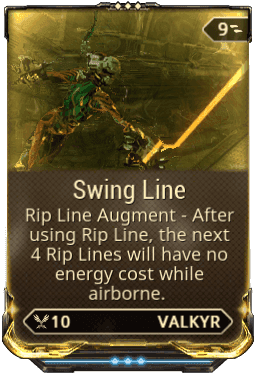 9
Swing Line
Rip Line Augment - After
using Rip Line, the next
4 Rip Lines will have no
energy cost while
airborne.
10 VALKYR